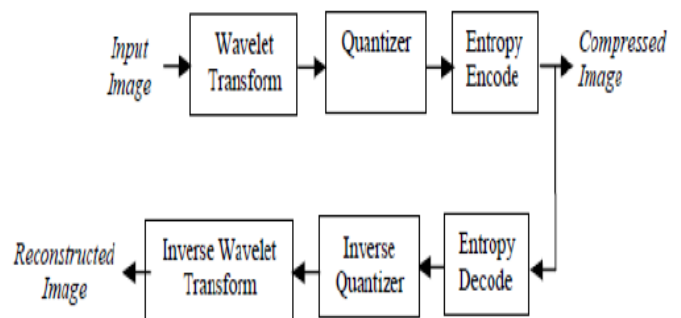 Input
Image
Wavelet
Transform
Quantizer
Entropy
Encode
Compressed
Image
Reconstructed
Image
Inverse Wavelet
Transform
Inverse
Quantizer
Entropy
Decode